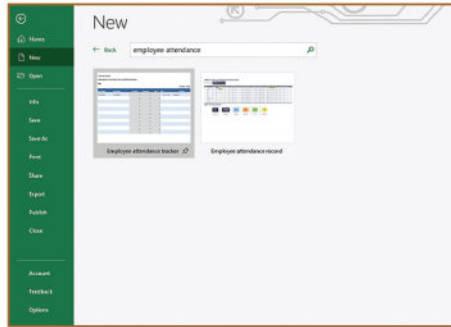 New
Home
New
Open
← Back
employee attendance
Employee attendance tracker
Employee attendance record
Info
Save
Save As
Print
Share
Export
Publish
Close
Account
Feedback
Options